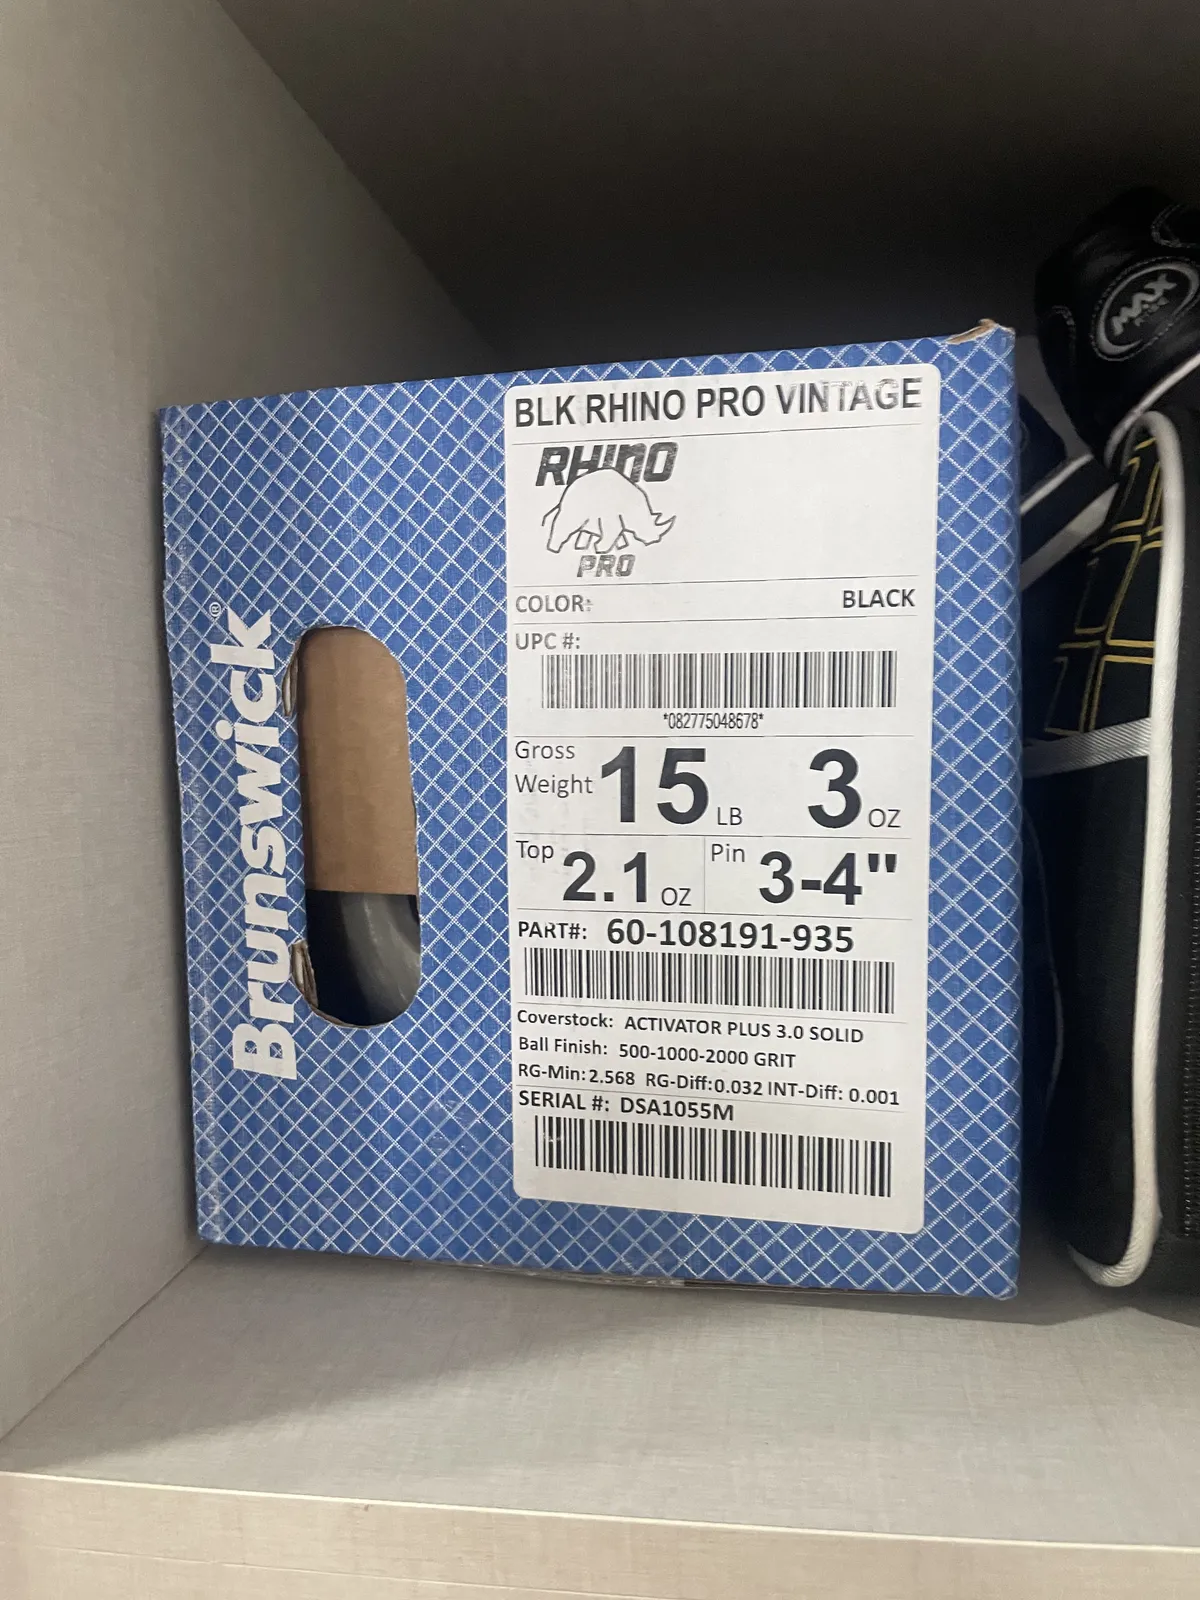 Brunswick®
BLK RHINO PRO VINTAGE
RHINO
PRO
COLOR: BLACK
UPC #:
*082775048678*
Gross Weight 15 LB 3 OZ
Top 2.1 OZ Pin 3-4"
PART#: 60-108191-935
Coverstock: ACTIVATOR PLUS 3.0 SOLID
Ball Finish: 500-1000-2000 GRIT
RG-Min: 2.568 RG-Diff: 0.032 INT-Diff: 0.001
SERIAL #: DSA1055M
MAX